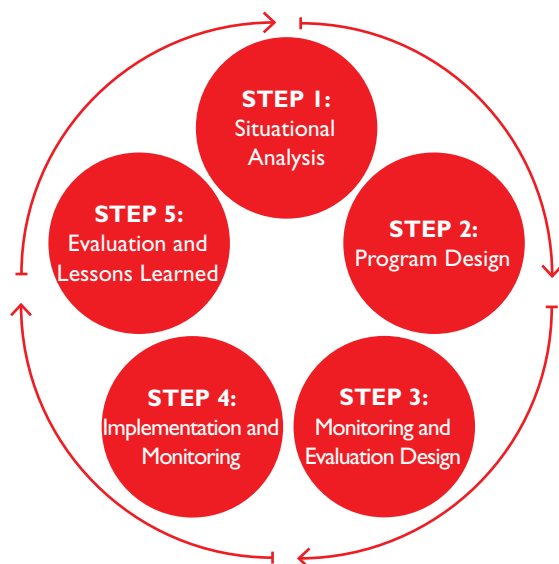 STEP 1:
Situational
Analysis
STEP 2:
Program Design
STEP 3:
Monitoring and
Evaluation Design
STEP 4:
Implementation and
Monitoring
STEP 5:
Evaluation and
Lessons Learned